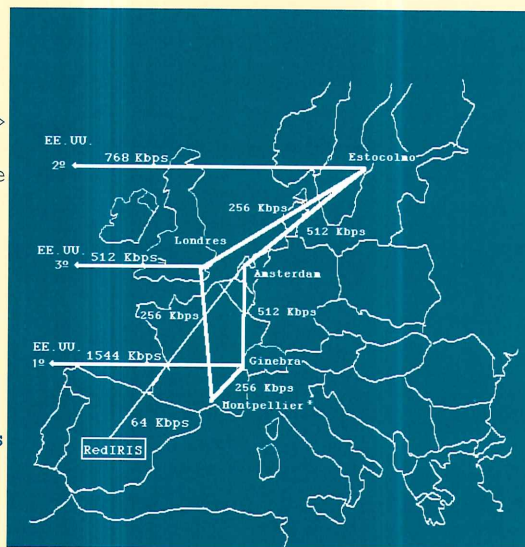 EE.UU.
768 Kbps
2º
Estocolmo
256 Kbps
512 Kbps
Londres
EE.UU.
512 Kbps
3º
Amsterdam
256 Kbps
512 Kbps
EE.UU.
1544 Kbps
1º
Ginebra
256 Kbps
Montpellier*
64 Kbps
RedIRIS